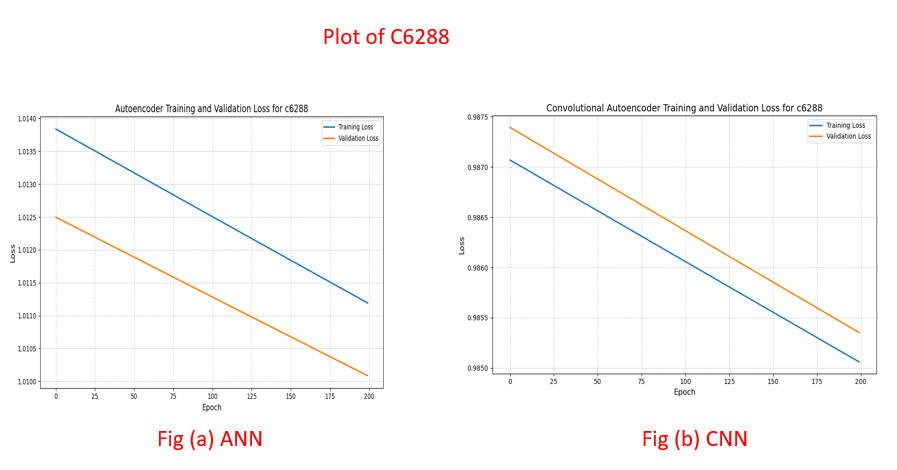 Plot of C6288
Autoencoder Training and Validation Loss for c6288
Training Loss
Validation Loss
1.0140
1.0135
1.0130
1.0125
1.0120
1.0115
1.0110
1.0105
1.0100
Loss
0 25 50 75 100 125 150 175 200
Epoch
Fig (a) ANN
Convolutional Autoencoder Training and Validation Loss for c6288
Training Loss
Validation Loss
0.9875
0.9870
0.9865
0.9860
0.9855
0.9850
Loss
0 25 50 75 100 125 150 175 200
Epoch
Fig (b) CNN